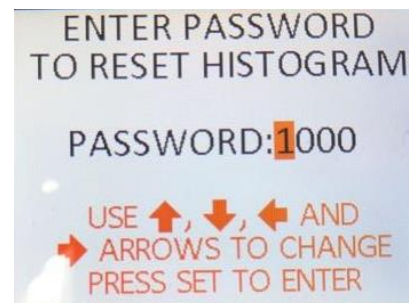 ENTER PASSWORD
TO RESET HISTOGRAM
PASSWORD:1000
USE ↑, ↓, ← AND
→ ARROWS TO CHANGE
PRESS SET TO ENTER